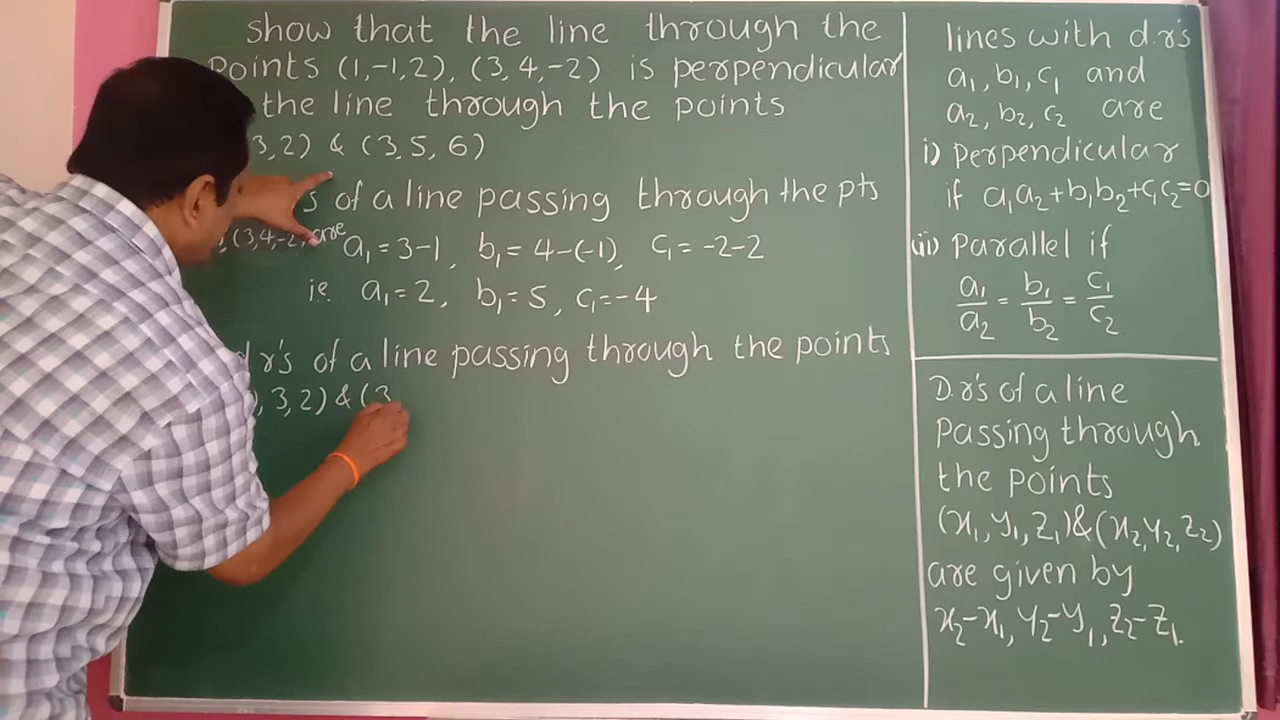 show that the line through the
Points (1,-1,2), (3,4,-2) is perpendicular
the line through the points
3,2) & (3,5,6)
s of a line passing through the pts
(3,4,-2, are a₁=3-1, b₁=4-(-1), c₁=-2-2
ie. a₁=2, b₁=5, c₁=-4
d.r's of a line passing through the points
, 3,2) & (3
lines with d.r's
a₁, b₁, c₁ and
a₂, b₂, c₂ are
i) Perpendicular
if a₁a₂+b₁b₂+c₁c₂=0
ii) Parallel if
a₁/a₂ = b₁/b₂ = c₁/c₂
D.r's of a line
Passing through
the points
(x₁,y₁,z₁)&(x₂,y₂,z₂)
are given by
x₂-x₁, y₂-y₁, z₂-z₁.